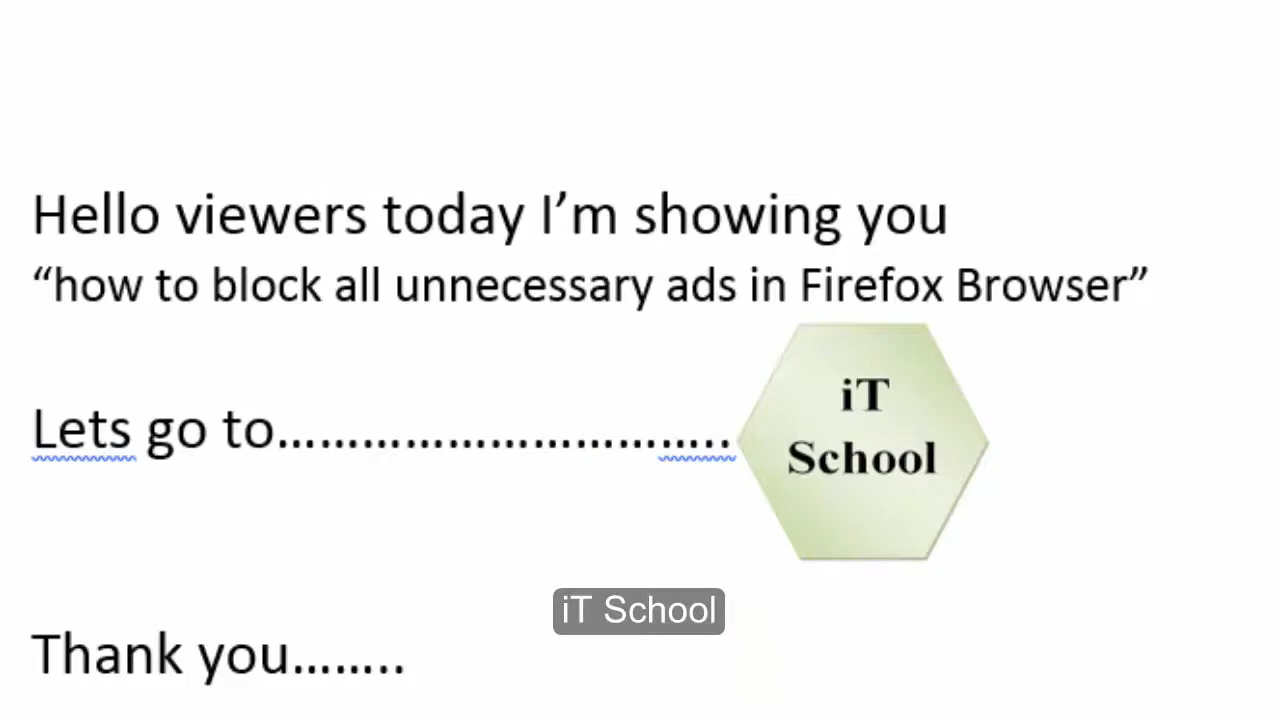 Hello viewers today I’m showing you
“how to block all unnecessary ads in Firefox Browser”
Lets go to…………………………..
iT
School
iT School
Thank you……..